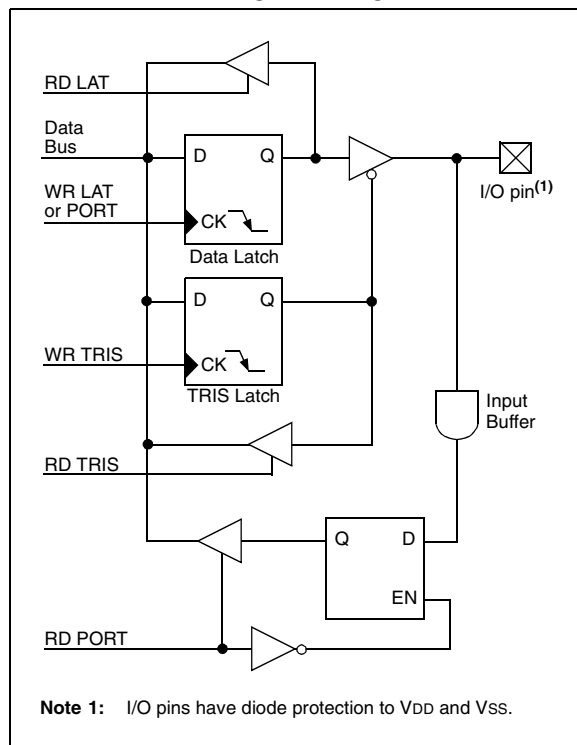 RD LAT
Data
Bus
D Q
WR LAT
or PORT
CK
Data Latch
I/O pin(1)
D Q
WR TRIS
CK
TRIS Latch
Input
Buffer
RD TRIS
Q D
EN
RD PORT
Note 1: I/O pins have diode protection to VDD and VSS.